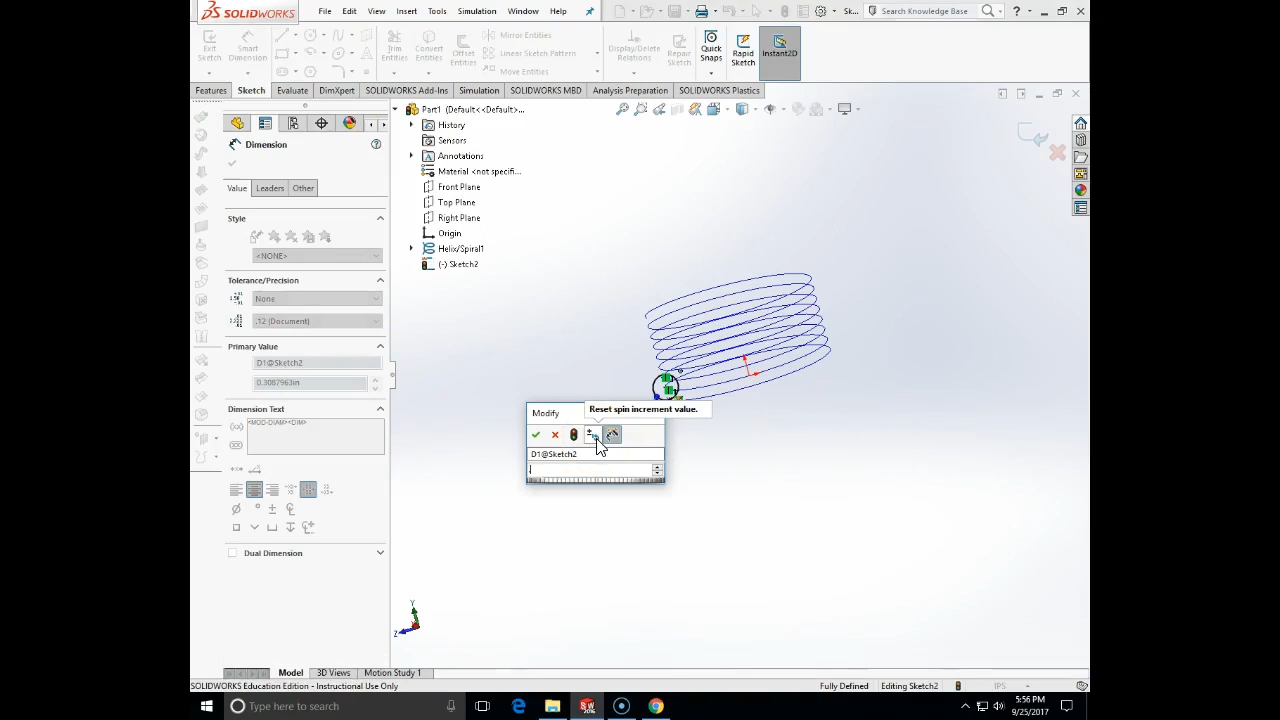 SOLIDWORKS File Edit View Insert Tools Simulation Window Help Sk... Search Knowledge Base ?
Exit Sketch Smart Dimension Trim Entities Convert Entities Offset Entities Mirror Entities Linear Sketch Pattern Move Entities Display/Delete Relations Repair Sketch Quick Snaps Rapid Sketch Instant2D
Features Sketch Evaluate DimXpert SOLIDWORKS Add-Ins Simulation SOLIDWORKS MBD Analysis Preparation SOLIDWORKS Plastics
Part1 (Default<<Default>...
History
Sensors
Annotations
Material <not specifi...
Front Plane
Top Plane
Right Plane
Origin
Helix/Spiral1
(-) Sketch2
Dimension
Value Leaders Other
Style
<NONE>
Tolerance/Precision
None
.12 (Document)
Primary Value
D1@Sketch2
0.3087963in
Dimension Text
<MOD-DIAM><DIM>
Dual Dimension
Modify
Reset spin increment value.
D1@Sketch2
Y
Z
Model 3D Views Motion Study 1
SOLIDWORKS Education Edition - Instructional Use Only Fully Defined Editing Sketch2 IPS -
Type here to search
SW
2016
5:56 PM
9/25/2017